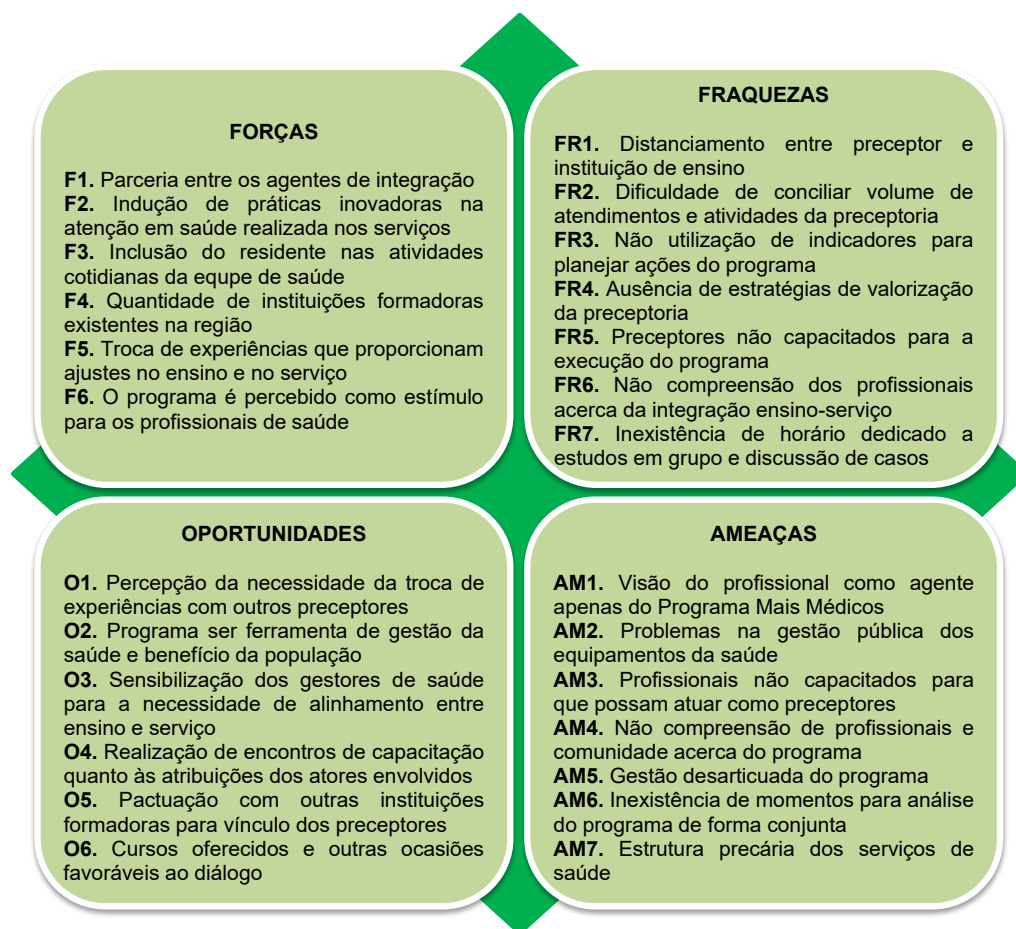 FORÇAS
F1. Parceria entre os agentes de integração
F2. Indução de práticas inovadoras na
atenção em saúde realizada nos serviços
F3. Inclusão do residente nas atividades
cotidianas da equpe de saúde
F4. Quantidade de instituições formadoras
existentes na região
F5. Troca de experiências que proporcionam
ajustes no ensino e no serviço
F6. O programa é percebido como estímulo
para os profissionais de saúde
FRAQUEZAS
FR1. Distanciamento entre preceptor e
instituição de ensino
FR2. Dificuldade de conciliar volume de
atendimentos e atividades da preceptoria
FR3. Não utilização de indicadores para
planejar ações do programa
FR4. Ausência de estratégias de valorização
da preceptoria
FR5. Preceptores não capacitados para a
execução do programa
FR6. Não compreensão dos profissionais
acerca da integração ensino-serviço
FR7. Inexistência de horário dedicado a
estudos em grupo e discussão de casos
OPORTUNIDADES
O1. Percepção da necessidade da troca de
experiências com outros preceptores
O2. Programa ser ferramenta de gestão da
saúde e benefício da população
O3. Sensibilização dos gestores de saúde
para a necessidade de alinhamento entre
ensino e serviço
O4. Realização de encontros de capacitação
quanto às atribuições dos atores envolvidos
O5. Pactuação com outras instituições
formadoras para vínculo dos preceptores
O6. Cursos oferecidos e outras ocasiões
favoráveis ao diálogo
AMEAÇAS
AM1. Visão do profissional como agente
apenas do Programa Mais Médicos
AM2. Problemas na gestão pública dos
equipamentos da saúde
AM3. Profissionais não capacitados para
que possam atuar como preceptores
AM4. Não compreensão de profissionais e
comunidade acerca do programa
AM5. Gestão desarticuada do programa
AM6. Inexistência de momentos para análise
do programa de forma conjunta
AM7. Estrutura precária dos serviços de
saúde